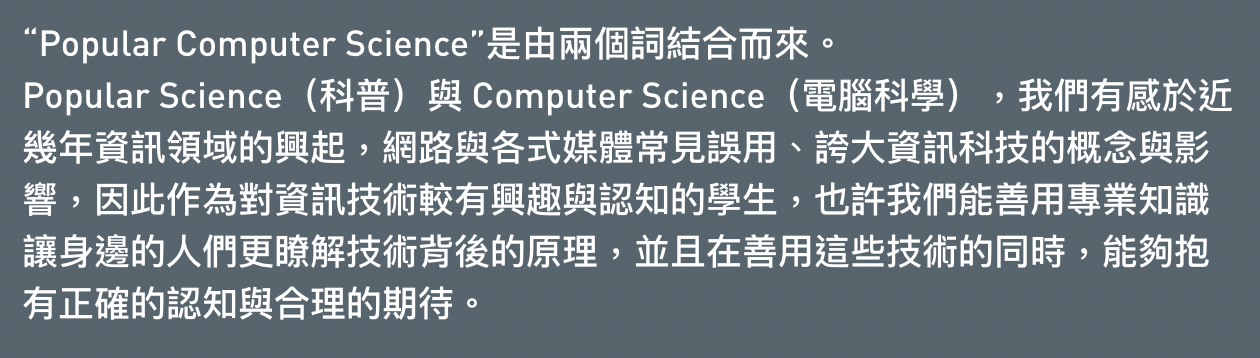 “Popular Computer Science”是由兩個詞結合而來。
Popular Science（科普）與 Computer Science（電腦科學），我們有感於近
幾年資訊領域的興起，網路與各式媒體常見誤用、誇大資訊科技的概念與影
響，因此作為對資訊技術較有興趣與認知的學生，也許我們能善用專業知識
讓身邊的人們更瞭解技術背後的原理，並且在善用這些技術的同時，能夠抱
有正確的認知與合理的期待。